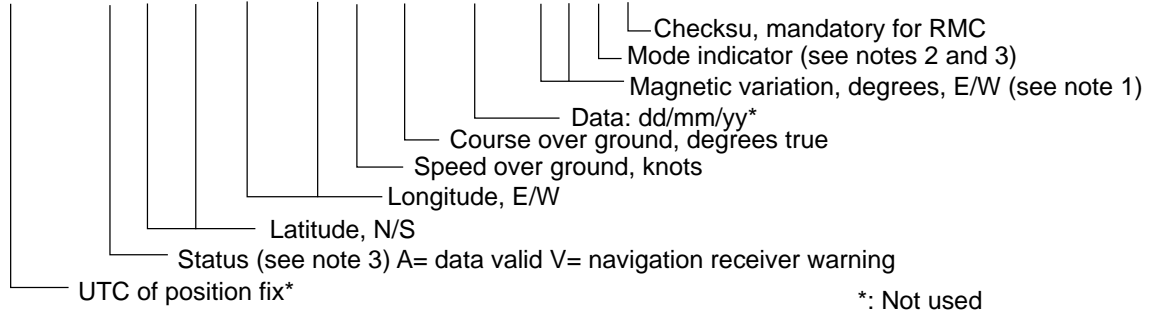 Checksu, mandatory for RMC
Mode indicator (see notes 2 and 3)
Magnetic variation, degrees, E/W (see note 1)
Data: dd/mm/yy*
Course over ground, degrees true
Speed over ground, knots
Longitude, E/W
Latitude, N/S
Status (see note 3) A= data valid V= navigation receiver warning
UTC of position fix*
*: Not used